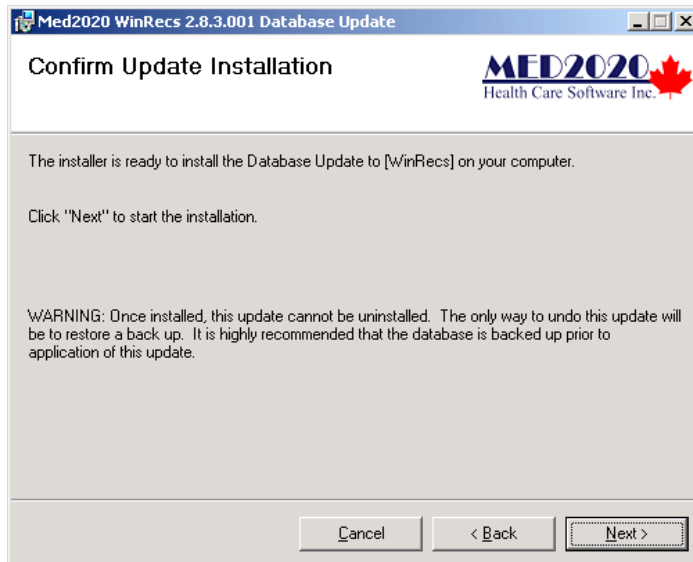 Med2020 WinRecs 2.8.3.001 Database Update
Confirm Update Installation
MED2020
Health Care Software Inc.
The installer is ready to install the Database Update to [WinRecs] on your computer.
Click "Next" to start the installation.
WARNING: Once installed, this update cannot be uninstalled. The only way to undo this update will
be to restore a back up. It is highly recommended that the database is backed up prior to
application of this update.
Cancel
< Back
Next >